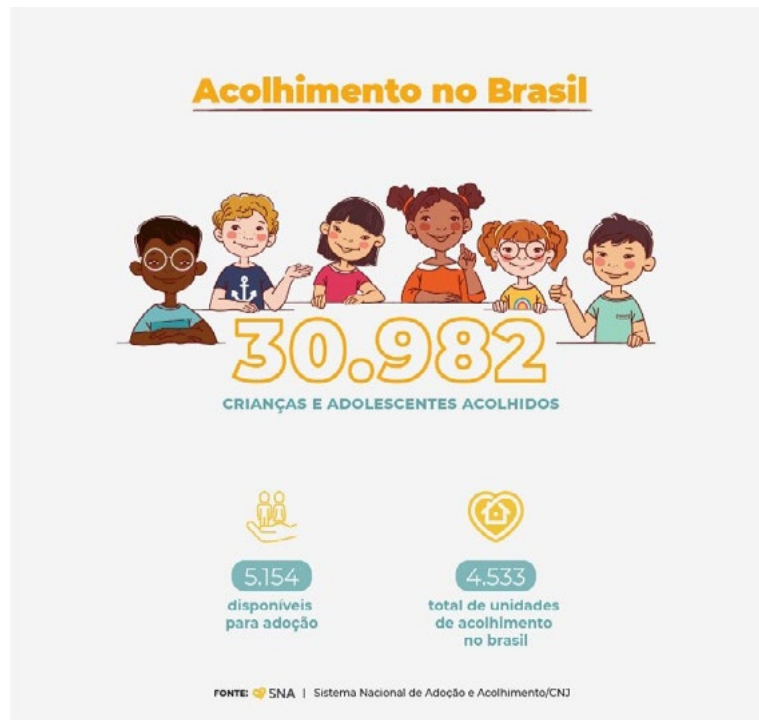 Acolhimento no Brasil
30.982
CRIANÇAS E ADOLESCENTES ACOLHIDOS
5.154
disponíveis
para adoção
4.533
total de unidades
de acolhimento
no brasil
FONTE: SNA | Sistema Nacional de Adoção e Acolhimento/CNJ